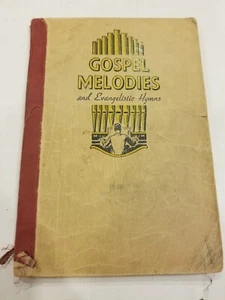 GOSPEL
MELODIES
and Evangelistic Hymns